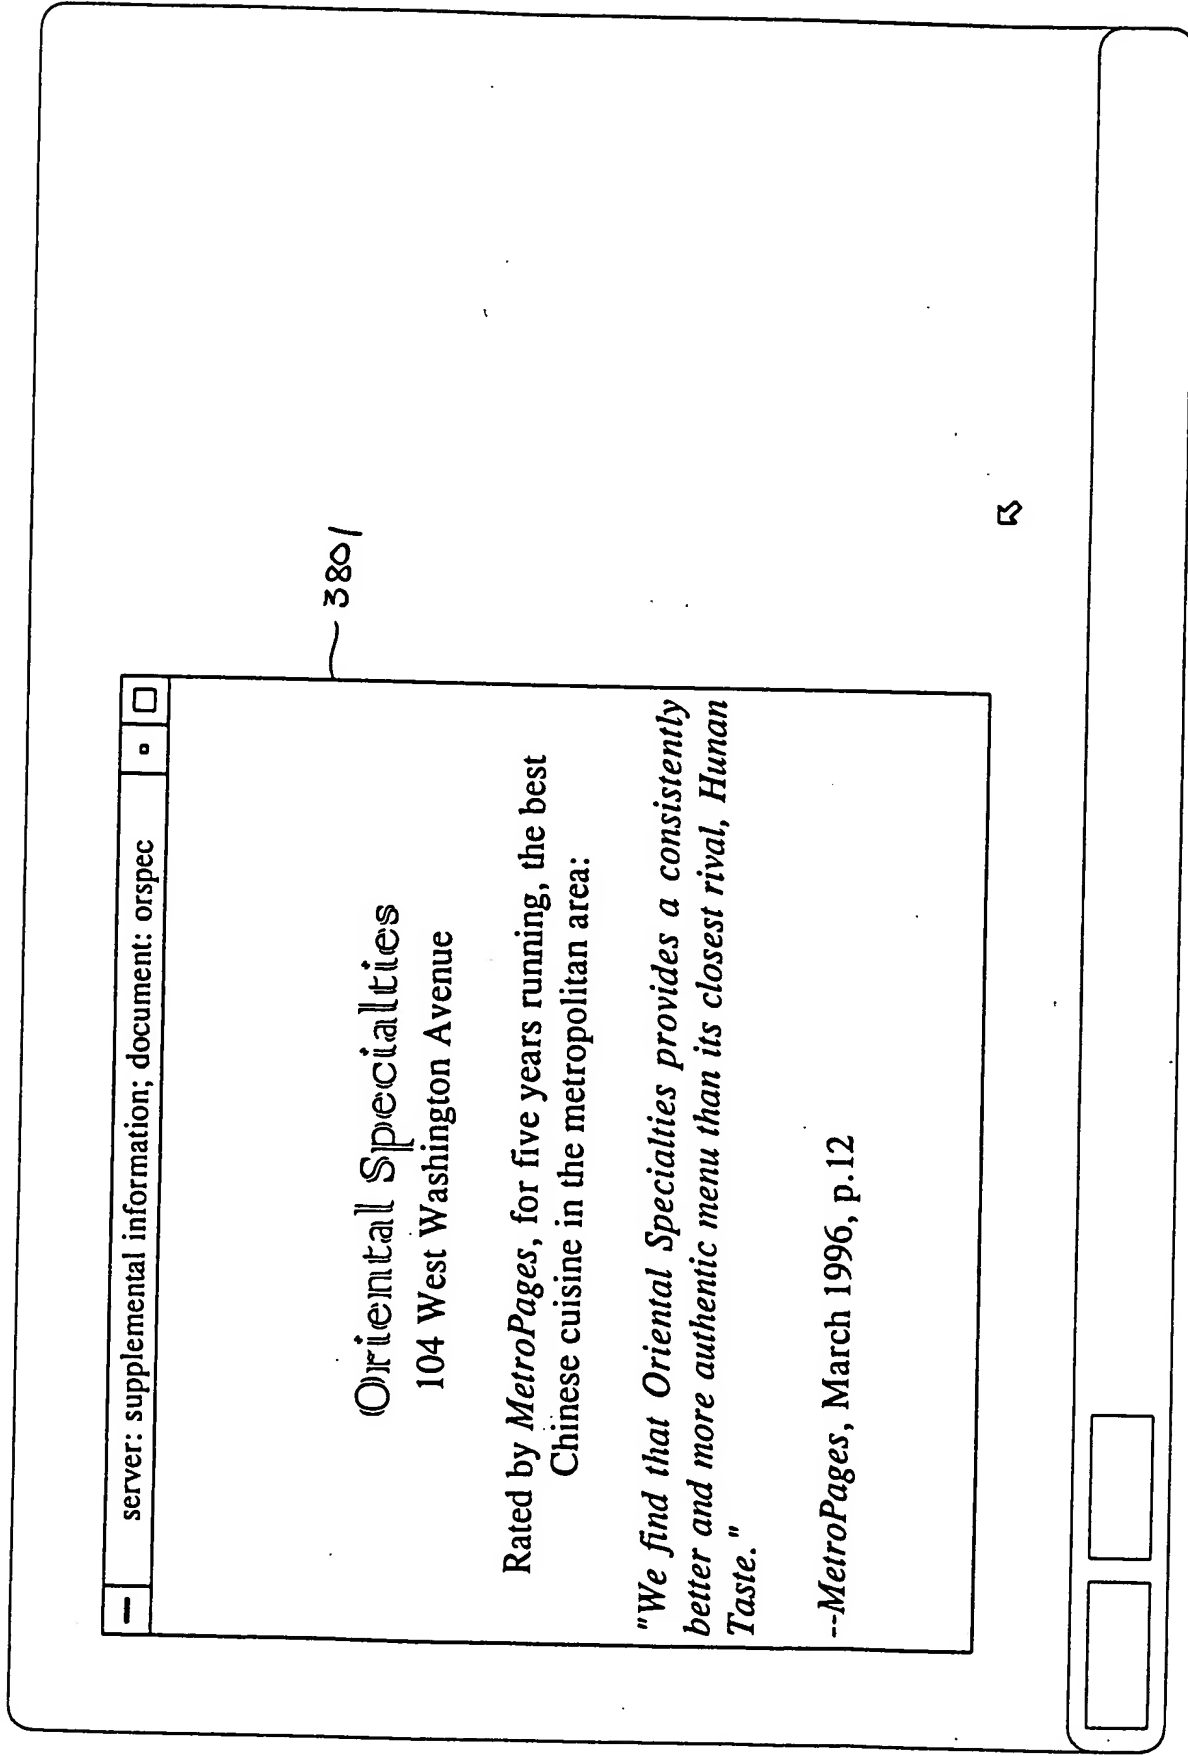 server: supplemental information; document: orspec
3801
Oriental Specialties
104 West Washington Avenue
Rated by MetroPages, for five years running, the best
Chinese cuisine in the metropolitan area:
"We find that Oriental Specialties provides a consistently
better and more authentic menu than its closest rival, Hunan
Taste."
--MetroPages, March 1996, p.12